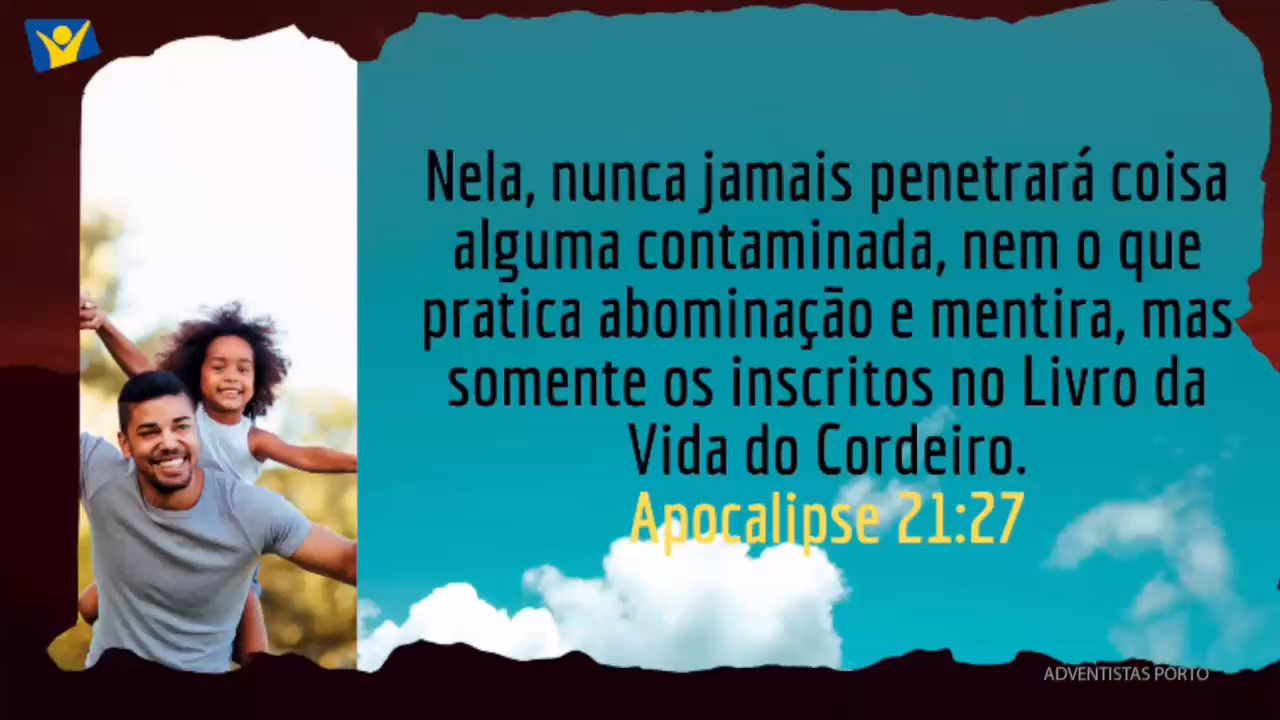 Nela, nunca jamais penetrará coisa
alguma contaminada, nem o que
pratica abominação e mentira, mas
somente os inscritos no Livro da
Vida do Cordeiro.
Apocalipse 21:27
ADVENTISTAS PORTO